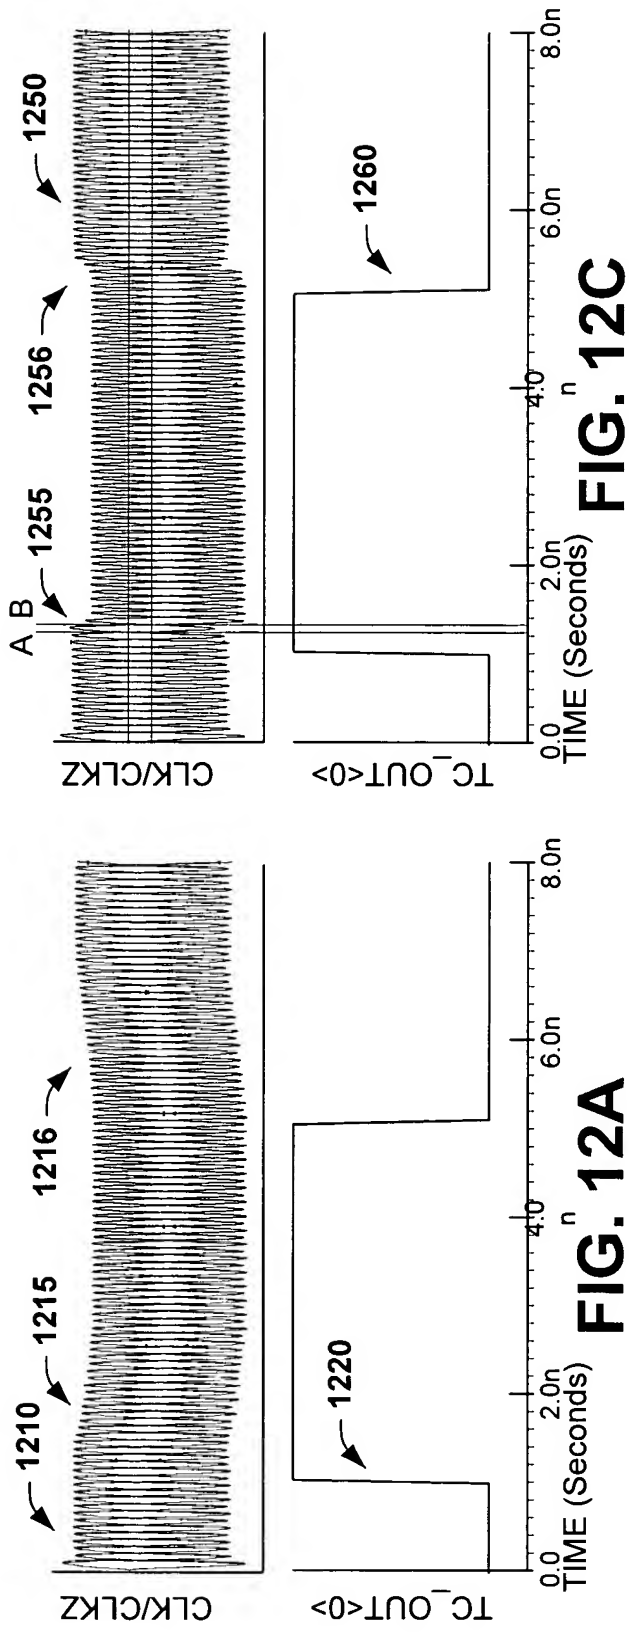 1210
1215
1216
CLK/CLKZ
1220
TC_OUT<0>
0.0
2.0n
4.0
n
6.0n
8.0n
TIME (Seconds)
FIG. 12A
A B
1255
1256
1250
CLK/CLKZ
1260
TC_OUT<0>
0.0
2.0n
4.0
n
6.0n
8.0n
TIME (Seconds)
FIG. 12C